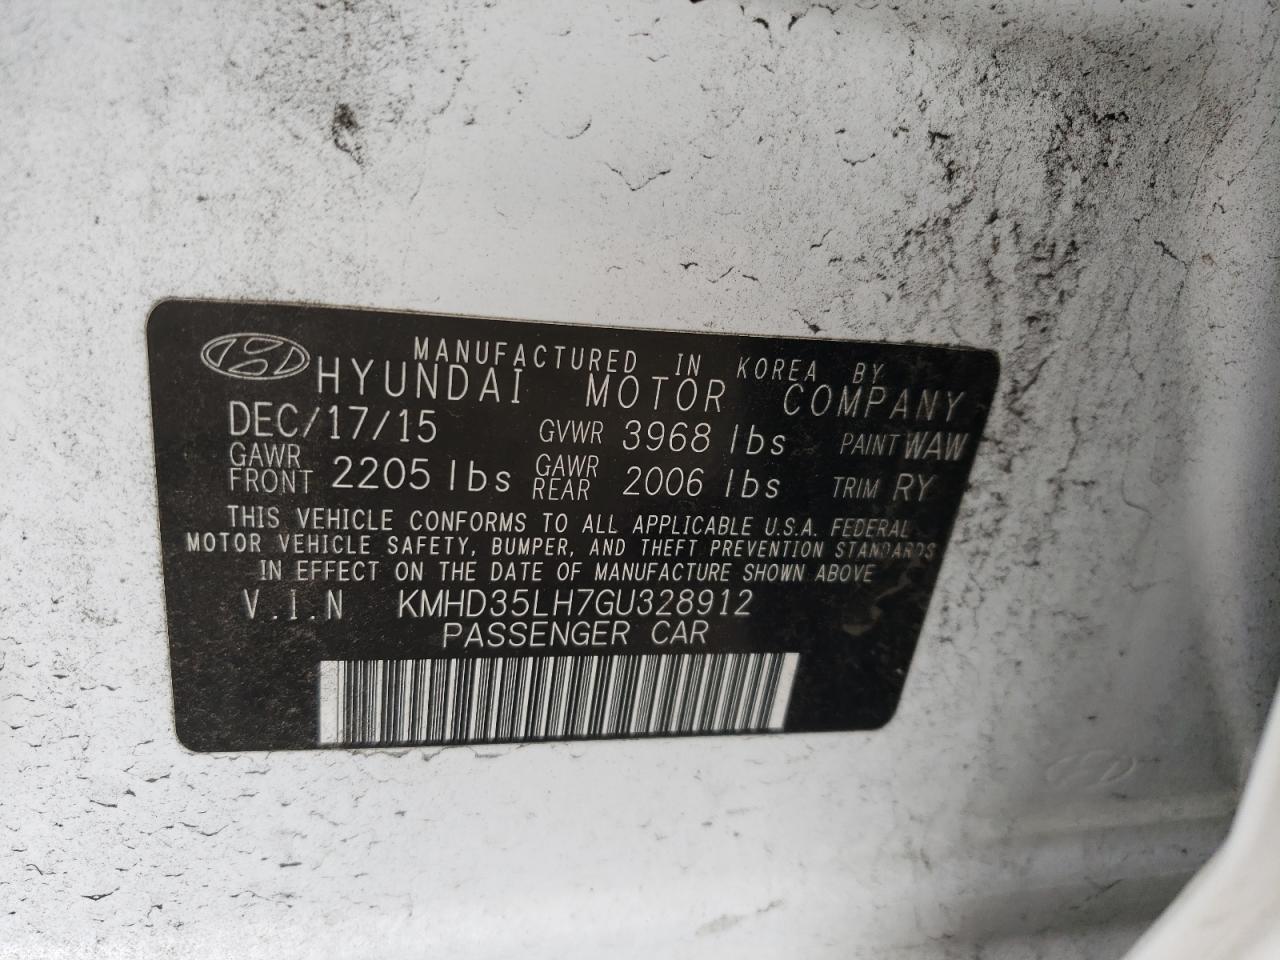 MANUFACTURED IN KOREA BY
HYUNDAI MOTOR COMPANY
DEC/17/15 GVWR 3968 lbs PAINT WAW
GAWR FRONT 2205 lbs GAWR REAR 2006 lbs TRIM RY
THIS VEHICLE CONFORMS TO ALL APPLICABLE U.S.A. FEDERAL
MOTOR VEHICLE SAFETY, BUMPER, AND THEFT PREVENTION STANDARDS
IN EFFECT ON THE DATE OF MANUFACTURE SHOWN ABOVE
V.I.N KMHD35LH7GU328912
PASSENGER CAR